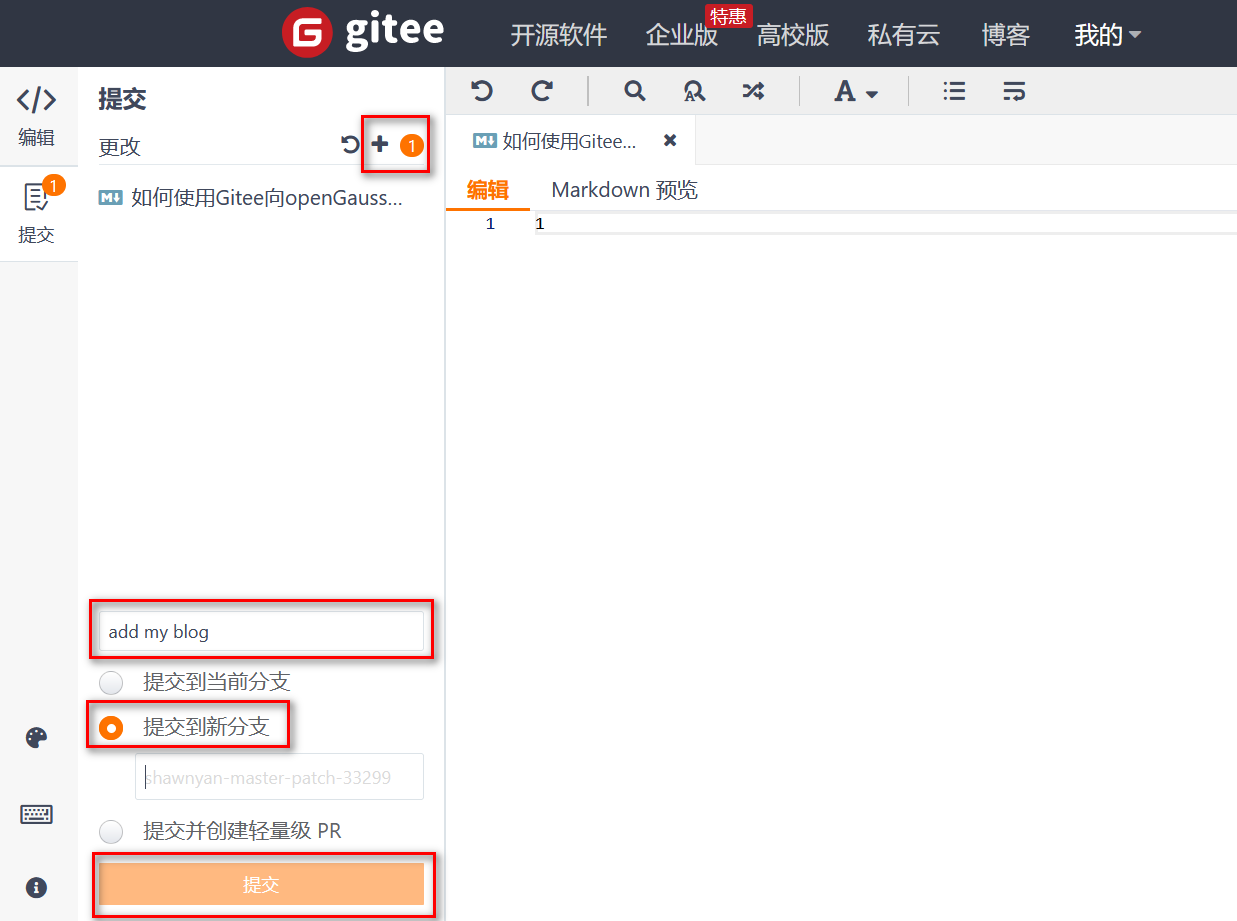 gitee
开源软件
企业版
特惠
高校版
私有云
博客
我的
编辑
1
提交
提交
更改
1
如何使用Gitee向openGauss...
如何使用Gitee...
编辑
Markdown 预览
1
1
add my blog
提交到当前分支
提交到新分支
shawnyan-master-patch-33299
提交并创建轻量级 PR
提交